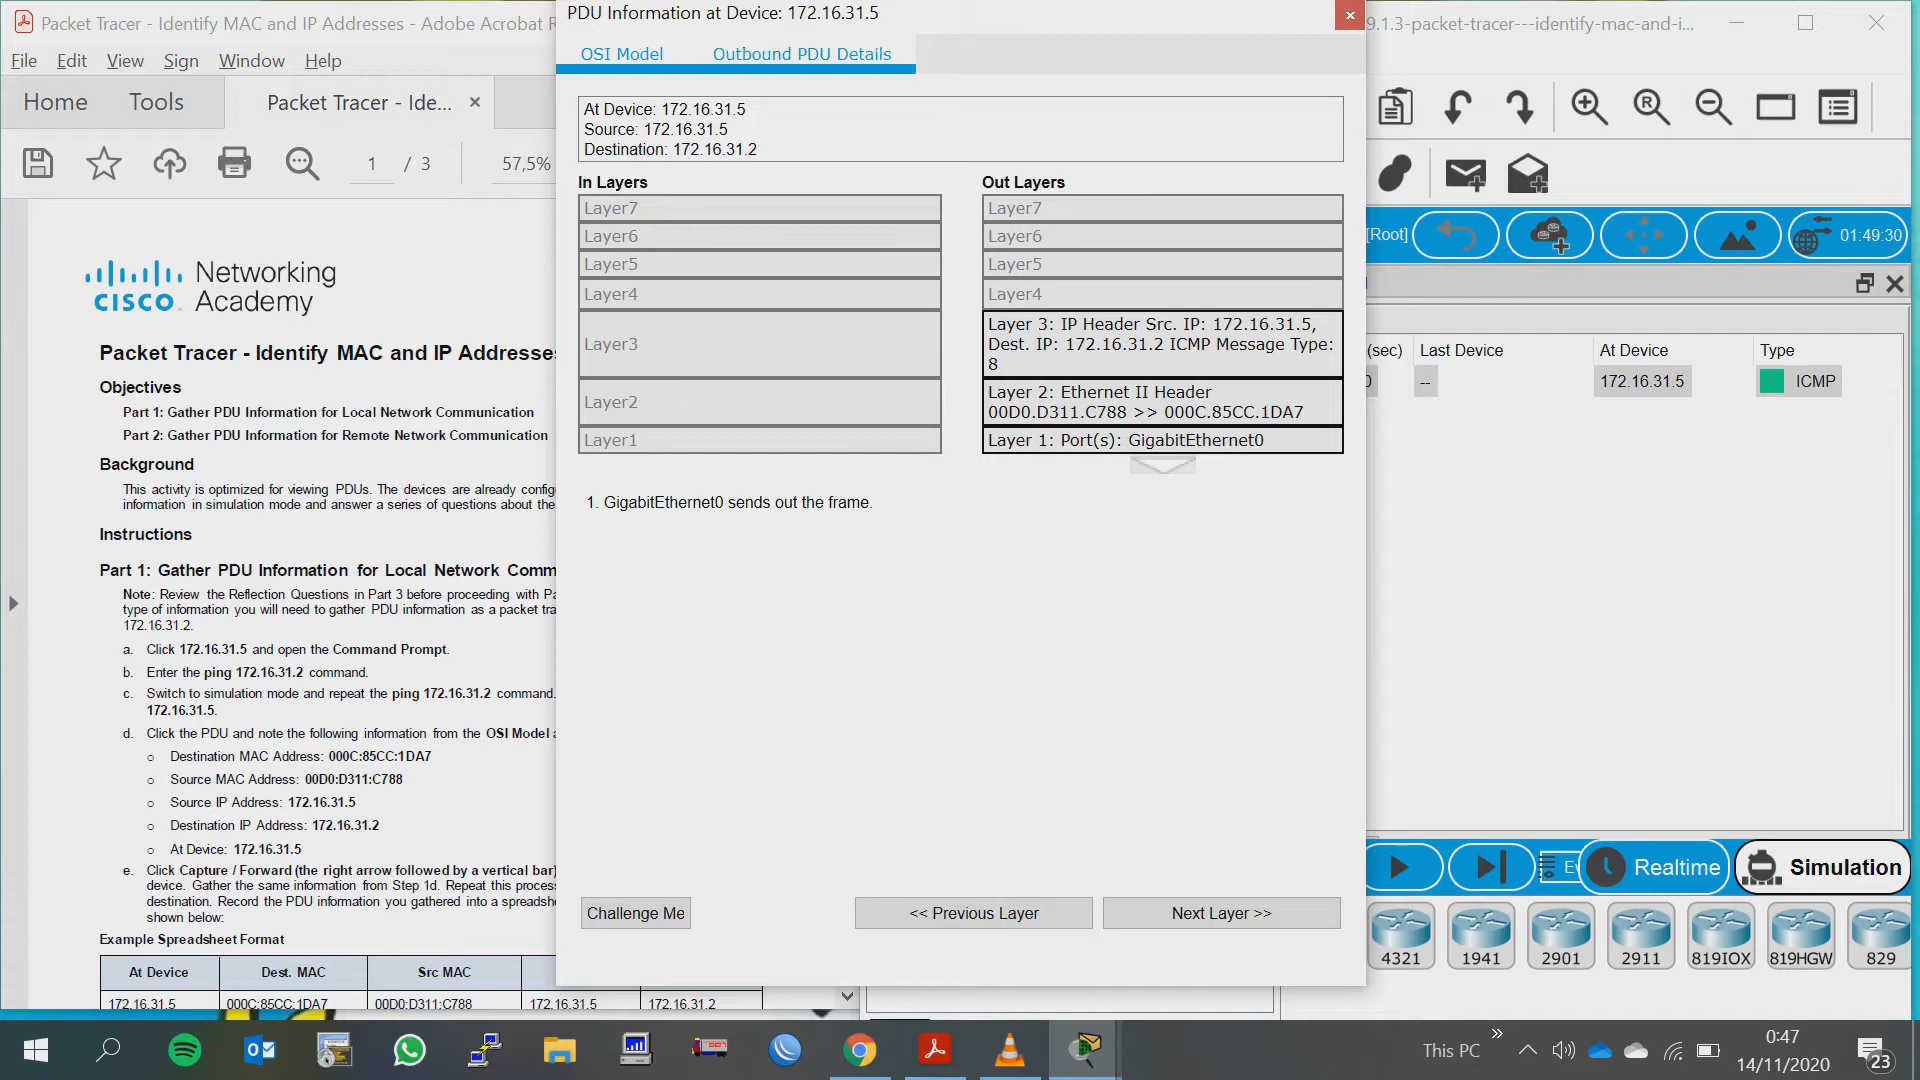 Packet Tracer - Identify MAC and IP Addresses - Adobe Acrobat R
File Edit View Sign Window Help
Home Tools Packet Tracer - Ide... ×
1 / 3 57,5%
Networking
Academy
CISCO
Packet Tracer - Identify MAC and IP Addresses
Objectives
Part 1: Gather PDU Information for Local Network Communication
Part 2: Gather PDU Information for Remote Network Communication
Background
This activity is optimized for viewing PDUs. The devices are already config
information in simulation mode and answer a series of questions about the
Instructions
Part 1: Gather PDU Information for Local Network Comm
Note: Review the Reflection Questions in Part 3 before proceeding with Pa
type of information you will need to gather PDU information as a packet tra
172.16.31.2.
a. Click 172.16.31.5 and open the Command Prompt.
b. Enter the ping 172.16.31.2 command.
c. Switch to simulation mode and repeat the ping 172.16.31.2 command.
172.16.31.5.
d. Click the PDU and note the following information from the OSI Model a
o Destination MAC Address: 000C:85CC:1DA7
o Source MAC Address: 00D0:D311:C788
o Source IP Address: 172.16.31.5
o Destination IP Address: 172.16.31.2
o At Device: 172.16.31.5
e. Click Capture / Forward (the right arrow followed by a vertical bar)
device. Gather the same information from Step 1d. Repeat this process
destination. Record the PDU information you gathered into a spreadshe
shown below:
Example Spreadsheet Format
At Device Dest. MAC Src MAC
172.16.31.5 000C:85CC:1DA7 00D0:D311:C788 172.16.31.5 172.16.31.2
PDU Information at Device: 172.16.31.5
OSI Model Outbound PDU Details
At Device: 172.16.31.5
Source: 172.16.31.5
Destination: 172.16.31.2
In Layers
Layer7
Layer6
Layer5
Layer4
Layer3
Layer2
Layer1
Out Layers
Layer7
Layer6
Layer5
Layer4
Layer 3: IP Header Src. IP: 172.16.31.5,
Dest. IP: 172.16.31.2 ICMP Message Type:
8
Layer 2: Ethernet II Header
00D0.D311.C788 >> 000C.85CC.1DA7
Layer 1: Port(s): GigabitEthernet0
1. GigabitEthernet0 sends out the frame.
Challenge Me << Previous Layer Next Layer >>
9.1.3-packet-tracer---identify-mac-and-i...
[Root] 01:49:30
(sec) Last Device At Device Type
0 -- 172.16.31.5 ICMP
Ev Realtime Simulation
4321 1941 2901 2911 819IOX 819HGW 829
This PC
0:47
14/11/2020
23